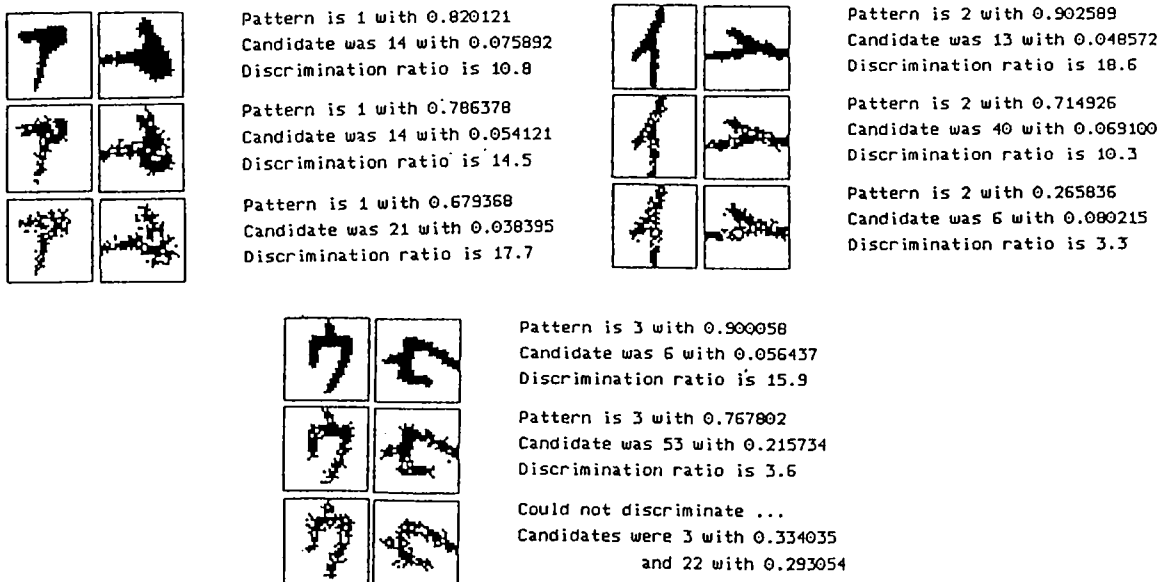 Pattern is 1 with 0.820121
Candidate was 14 with 0.075892
Discrimination ratio is 10.8
Pattern is 1 with 0.786378
Candidate was 14 with 0.054121
Discrimination ratio is 14.5
Pattern is 1 with 0.679368
Candidate was 21 with 0.038395
Discrimination ratio is 17.7
Pattern is 2 with 0.902589
Candidate was 13 with 0.048572
Discrimination ratio is 18.6
Pattern is 2 with 0.714926
Candidate was 40 with 0.069100
Discrimination ratio is 10.3
Pattern is 2 with 0.265836
Candidate was 6 with 0.080215
Discrimination ratio is 3.3
Pattern is 3 with 0.900058
Candidate was 6 with 0.056437
Discrimination ratio is 15.9
Pattern is 3 with 0.767802
Candidate was 53 with 0.215734
Discrimination ratio is 3.6
Could not discriminate ...
Candidates were 3 with 0.334035
and 22 with 0.293054